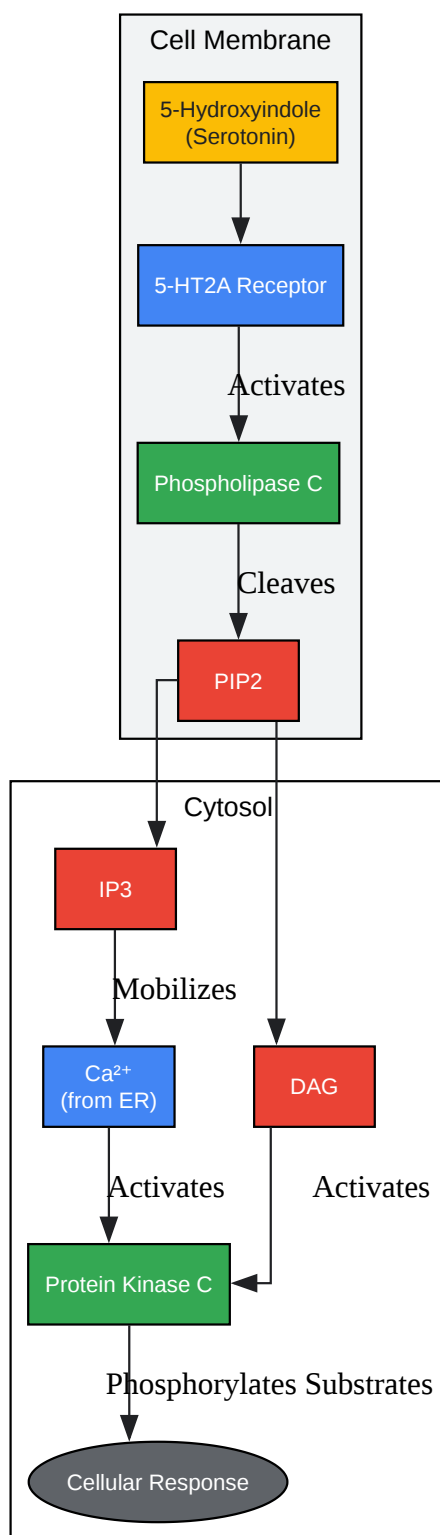 Cell Membrane
5-Hydroxyindole
(Serotonin)
5-HT2A Receptor
Activates
Phospholipase C
Cleaves
PIP2
Cytosol
IP3
Mobilizes
Ca²⁺
(from ER)
DAG
Activates
Activates
Protein Kinase C
Phosphorylates Substrates
Cellular Response